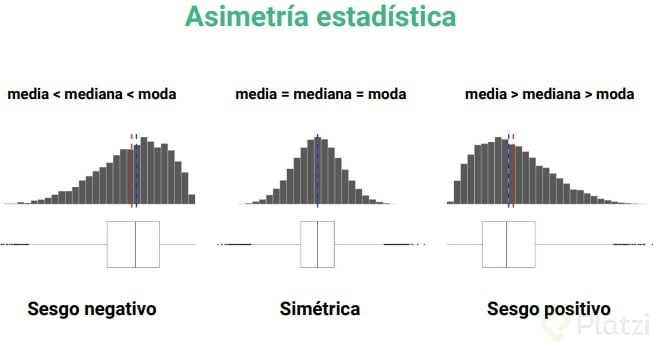 Asimetría estadística
media < mediana < moda
media = mediana = moda
media > mediana > moda
Sesgo negativo
Simétrica
Sesgo positivo
Platzi